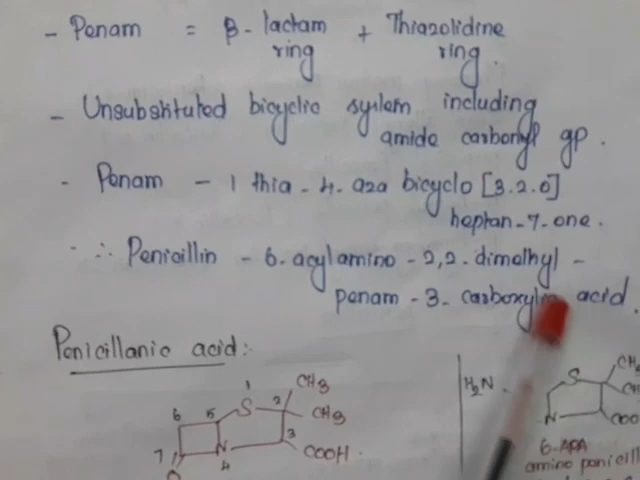 - Penam = β-lactam ring + Thiazolidine ring.
- Unsubstituted bicyclic system including
amide carbonyl gp.
- Penam - 1 thia-4-aza bicyclo [3.2.0]
heptan-7-one.
∴ Penicillin - 6-acylamino-2,2-dimethyl-
penam-3-carboxylic acid.
Penicillanic acid:-
1 S 2 CH3
CH3
6 5
3 COOH.
7 N 4
O
H2N S CH3
CH
N COO
6-APA
amino penicill